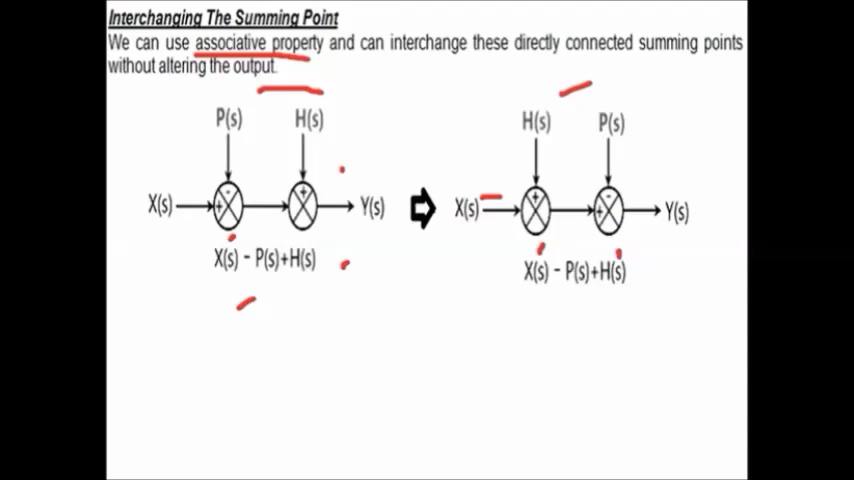 Interchanging The Summing Point
We can use associative property and can interchange these directly connected summing points
without altering the output.
P(s) H(s) H(s) P(s)
- + + -
X(s) + Y(s) X(s) + Y(s)
X(s) - P(s)+H(s) X(s) - P(s)+H(s)